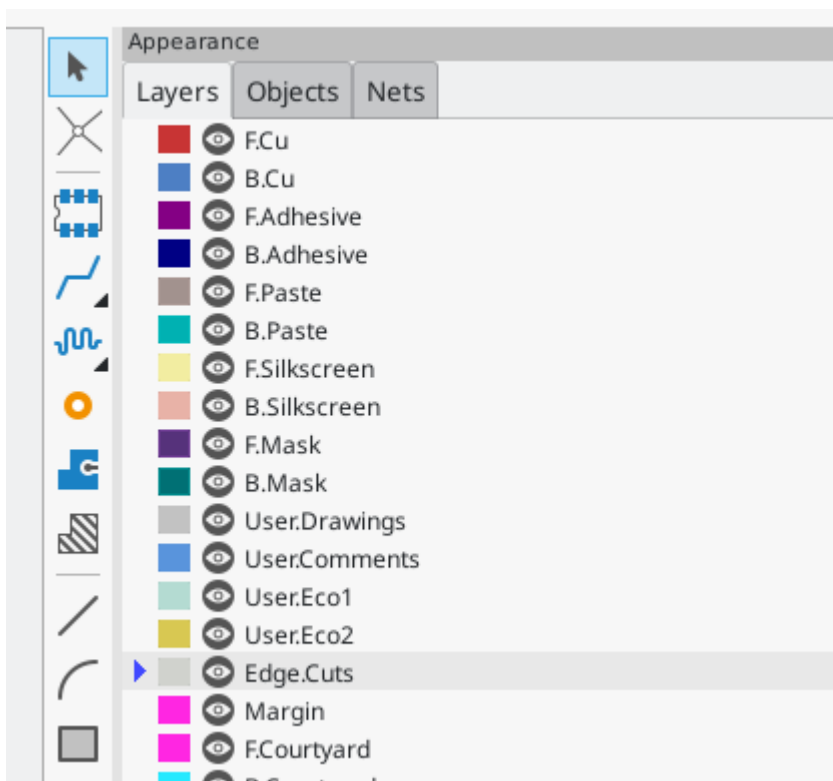 Appearance
Layers Objects Nets
F.Cu
B.Cu
F.Adhesive
B.Adhesive
F.Paste
B.Paste
F.Silkscreen
B.Silkscreen
F.Mask
B.Mask
User.Drawings
User.Comments
User.Eco1
User.Eco2
Edge.Cuts
Margin
F.Courtyard